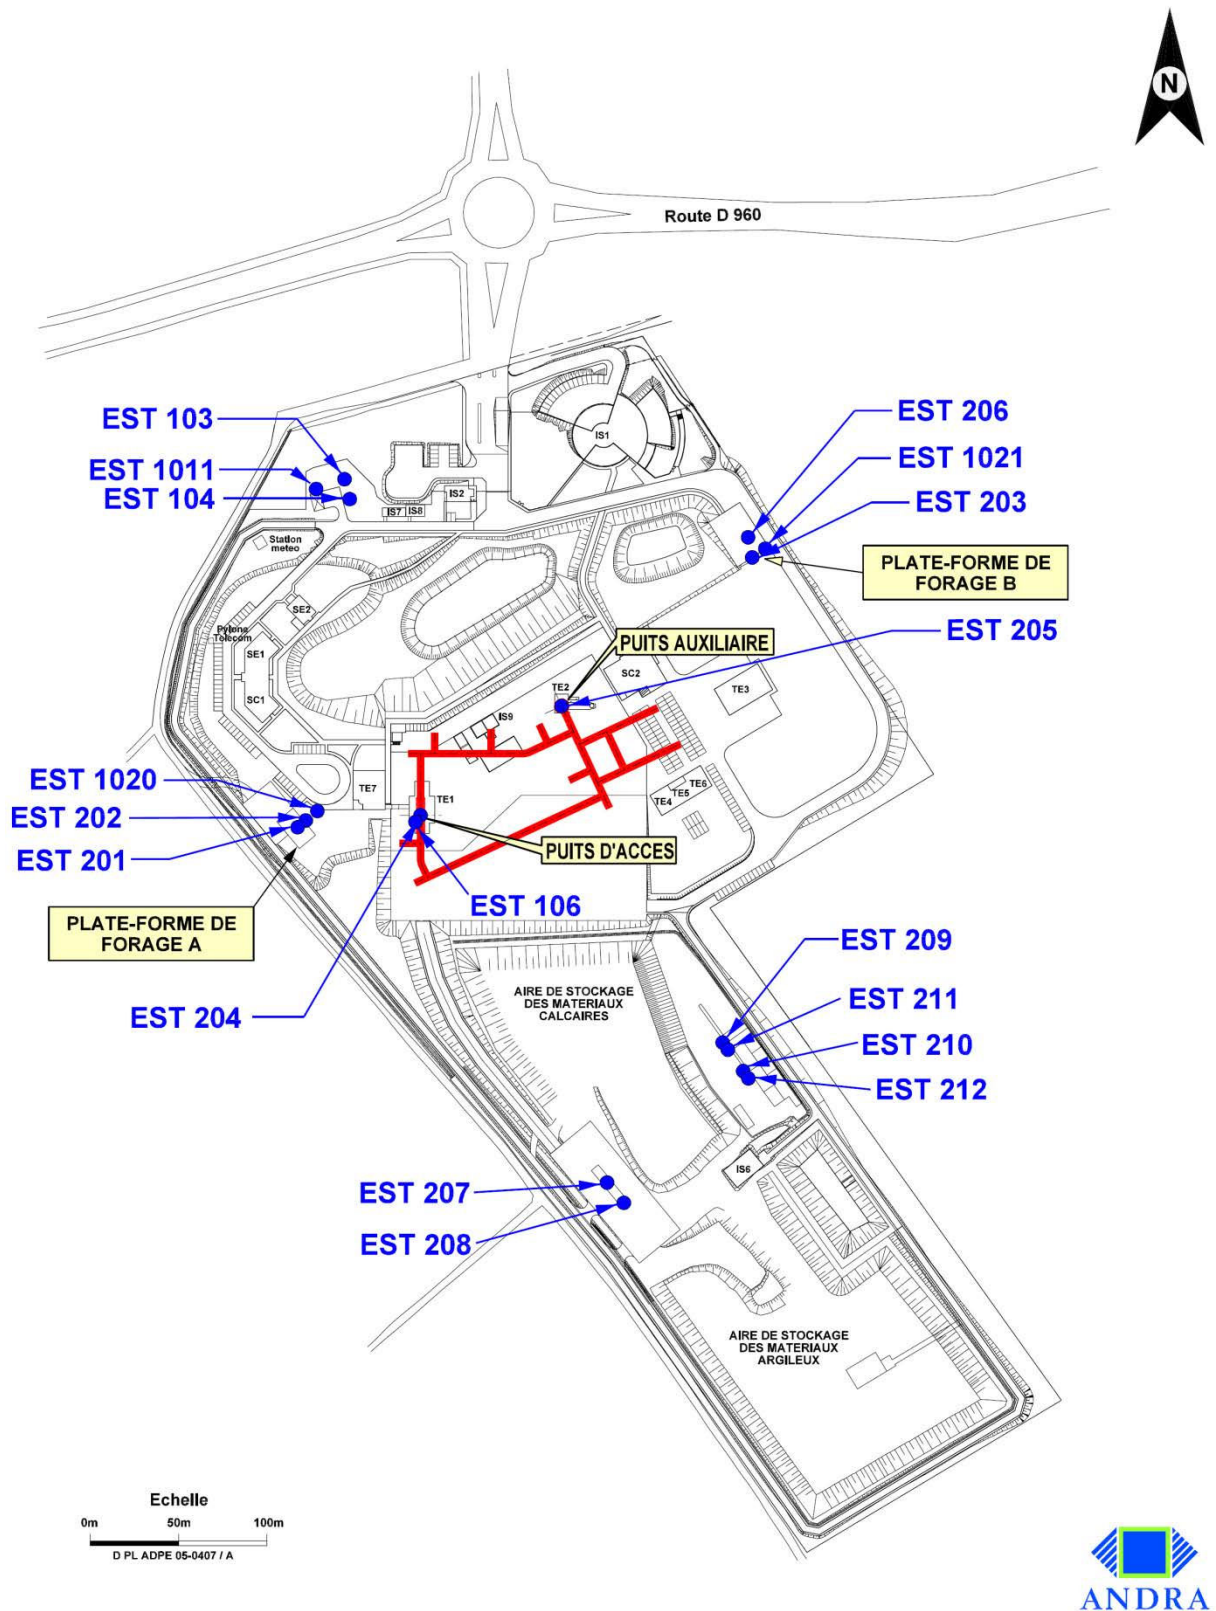 N
Route D 960
EST 103
EST 1011
EST 104
IS1
IS2
IS7
IS8
EST 206
EST 1021
EST 203
PLATE-FORME DE
FORAGE B
Station
meteo
SE2
Pylone
Telecom
SE1
SC1
PUITS AUXILIAIRE
EST 205
TE2
SC2
TE3
IS9
EST 1020
EST 202
EST 201
TE7
TE1
TE6
TE5
TE4
PUITS D'ACCES
EST 106
PLATE-FORME DE
FORAGE A
EST 204
AIRE DE STOCKAGE
DES MATERIAUX
CALCAIRES
EST 209
EST 211
EST 210
EST 212
IS6
EST 207
EST 208
AIRE DE STOCKAGE
DES MATERIAUX
ARGILEUX
Echelle
0m 50m 100m
D PL ADPE 05-0407 / A
ANDRA